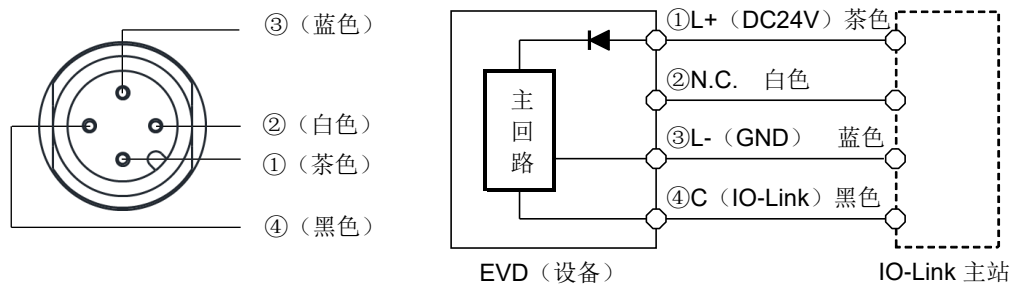 ③（蓝色）
②（白色）
①（茶色）
④（黑色）
主
回
路
①L+（DC24V）茶色
②N.C. 白色
③L-（GND） 蓝色
④C（IO-Link）黑色
EVD（设备）
IO-Link 主站